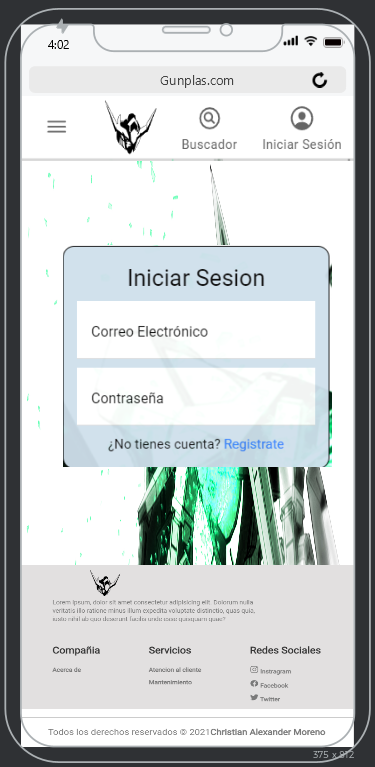 4:02
Gunplas.com
Buscador
Iniciar Sesión
Iniciar Sesion
Correo Electrónico
Contraseña
¿No tienes cuenta? Registrate
Lorem ipsum, dolor sit amet consectetur adipisicing elit. Dolorum nulla
veritatis illo ratione minus illum expedita voluptate distinctio, quas quia,
iusto nihil ab quo deserunt facilis unde esse quisquam quae?
Compañia
Servicios
Redes Sociales
Acerca de
Atencion al cliente
Instragram
Mantenimiento
Facebook
Twitter
Todos los derechos reservados © 2021Christian Alexander Moreno
375 x 812